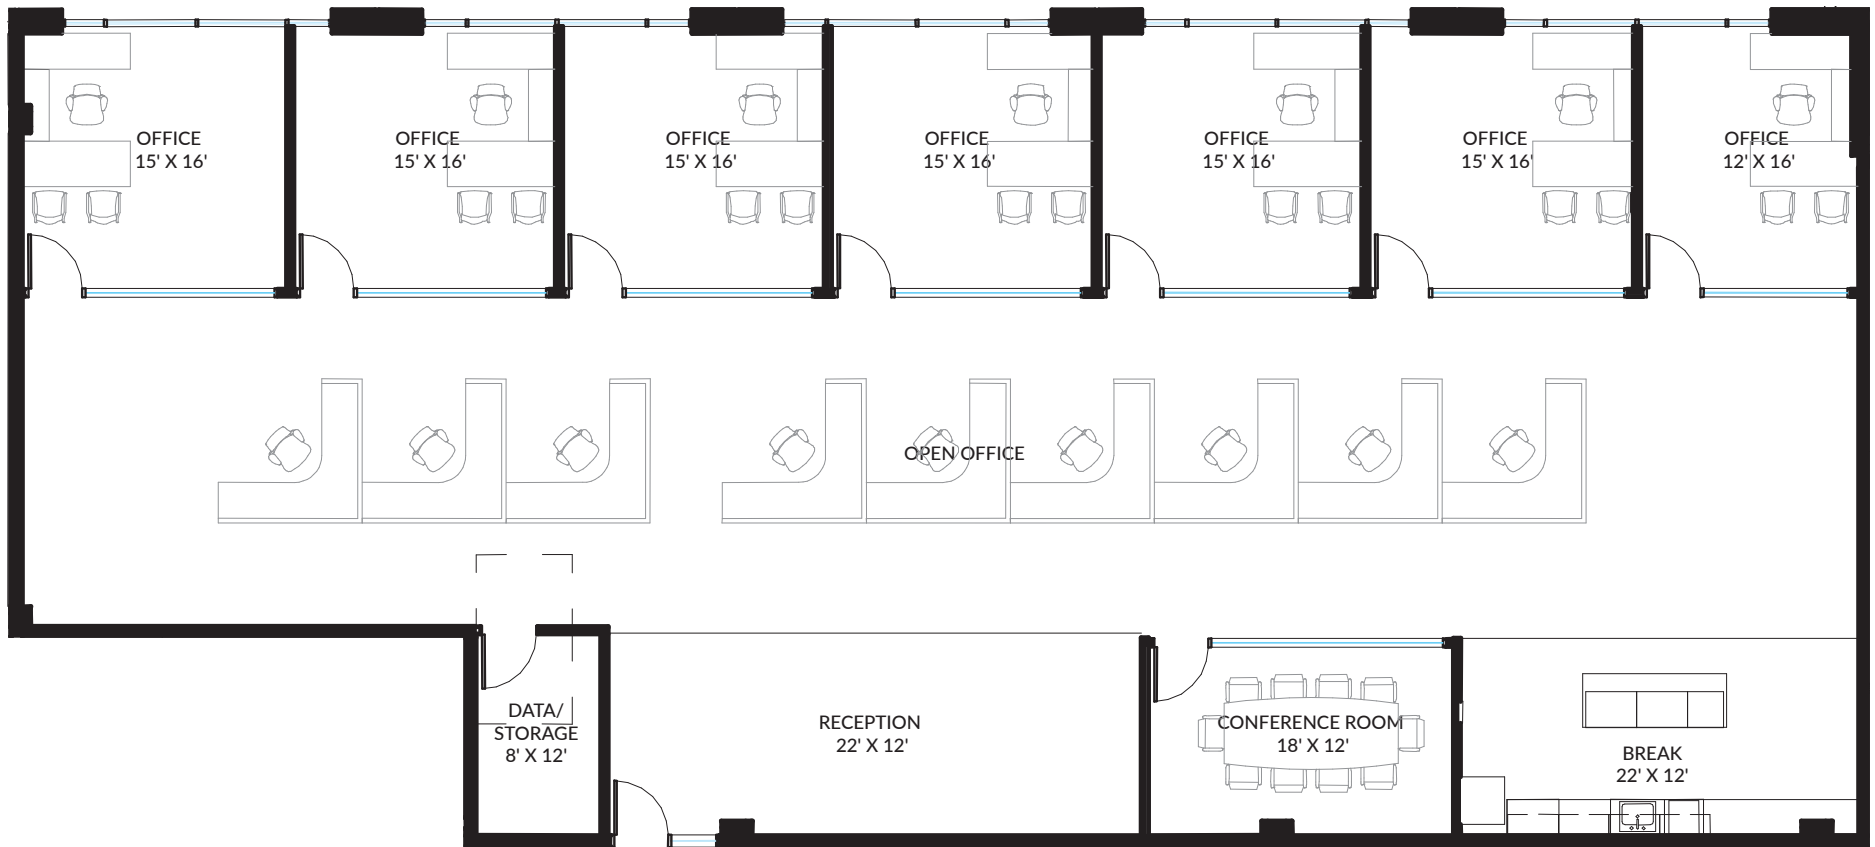 OFFICE
15' X 16'
OFFICE
15' X 16'
OFFICE
15' X 16'
OFFICE
15' X 16'
OFFICE
15' X 16'
OFFICE
15' X 16'
OFFICE
12' X 16'
OPEN OFFICE
DATA/
STORAGE
8' X 12'
RECEPTION
22' X 12'
CONFERENCE ROOM
18' X 12'
BREAK
22' X 12'